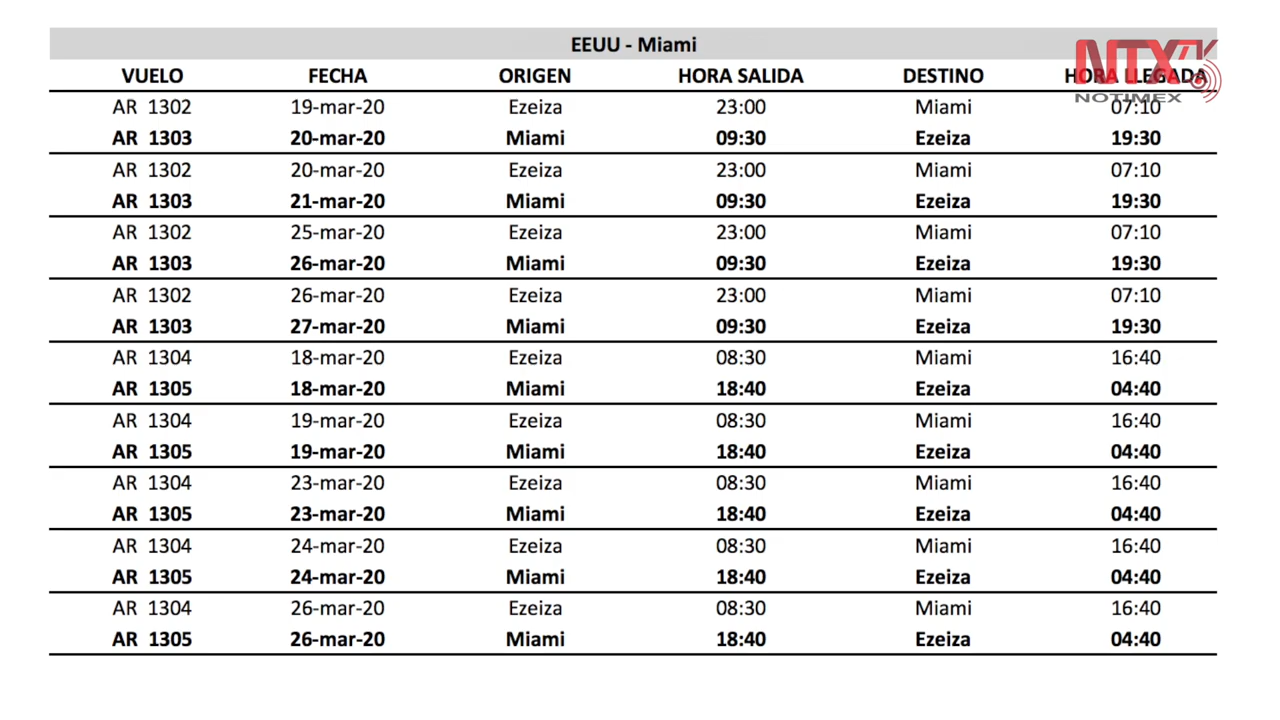 EEUU - Miami
VUELO FECHA ORIGEN HORA SALIDA DESTINO HORA LLEGADA
NTX TK
NOTIMEX
AR 1302 19-mar-20 Ezeiza 23:00 Miami 07:10
AR 1303 20-mar-20 Miami 09:30 Ezeiza 19:30
AR 1302 20-mar-20 Ezeiza 23:00 Miami 07:10
AR 1303 21-mar-20 Miami 09:30 Ezeiza 19:30
AR 1302 25-mar-20 Ezeiza 23:00 Miami 07:10
AR 1303 26-mar-20 Miami 09:30 Ezeiza 19:30
AR 1302 26-mar-20 Ezeiza 23:00 Miami 07:10
AR 1303 27-mar-20 Miami 09:30 Ezeiza 19:30
AR 1304 18-mar-20 Ezeiza 08:30 Miami 16:40
AR 1305 18-mar-20 Miami 18:40 Ezeiza 04:40
AR 1304 19-mar-20 Ezeiza 08:30 Miami 16:40
AR 1305 19-mar-20 Miami 18:40 Ezeiza 04:40
AR 1304 23-mar-20 Ezeiza 08:30 Miami 16:40
AR 1305 23-mar-20 Miami 18:40 Ezeiza 04:40
AR 1304 24-mar-20 Ezeiza 08:30 Miami 16:40
AR 1305 24-mar-20 Miami 18:40 Ezeiza 04:40
AR 1304 26-mar-20 Ezeiza 08:30 Miami 16:40
AR 1305 26-mar-20 Miami 18:40 Ezeiza 04:40